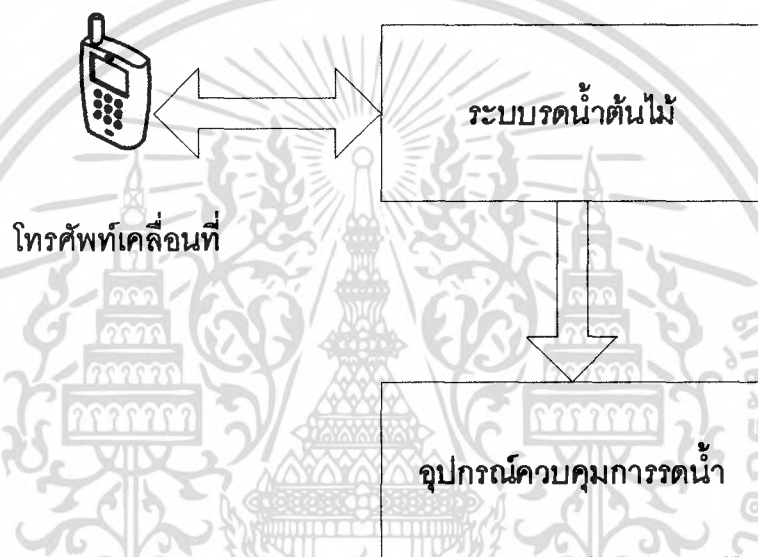 ระบบรดน้ำต้นไม้
โทรศัพท์เคลื่อนที่
อุปกรณ์ควบคุมการรดน้ำ